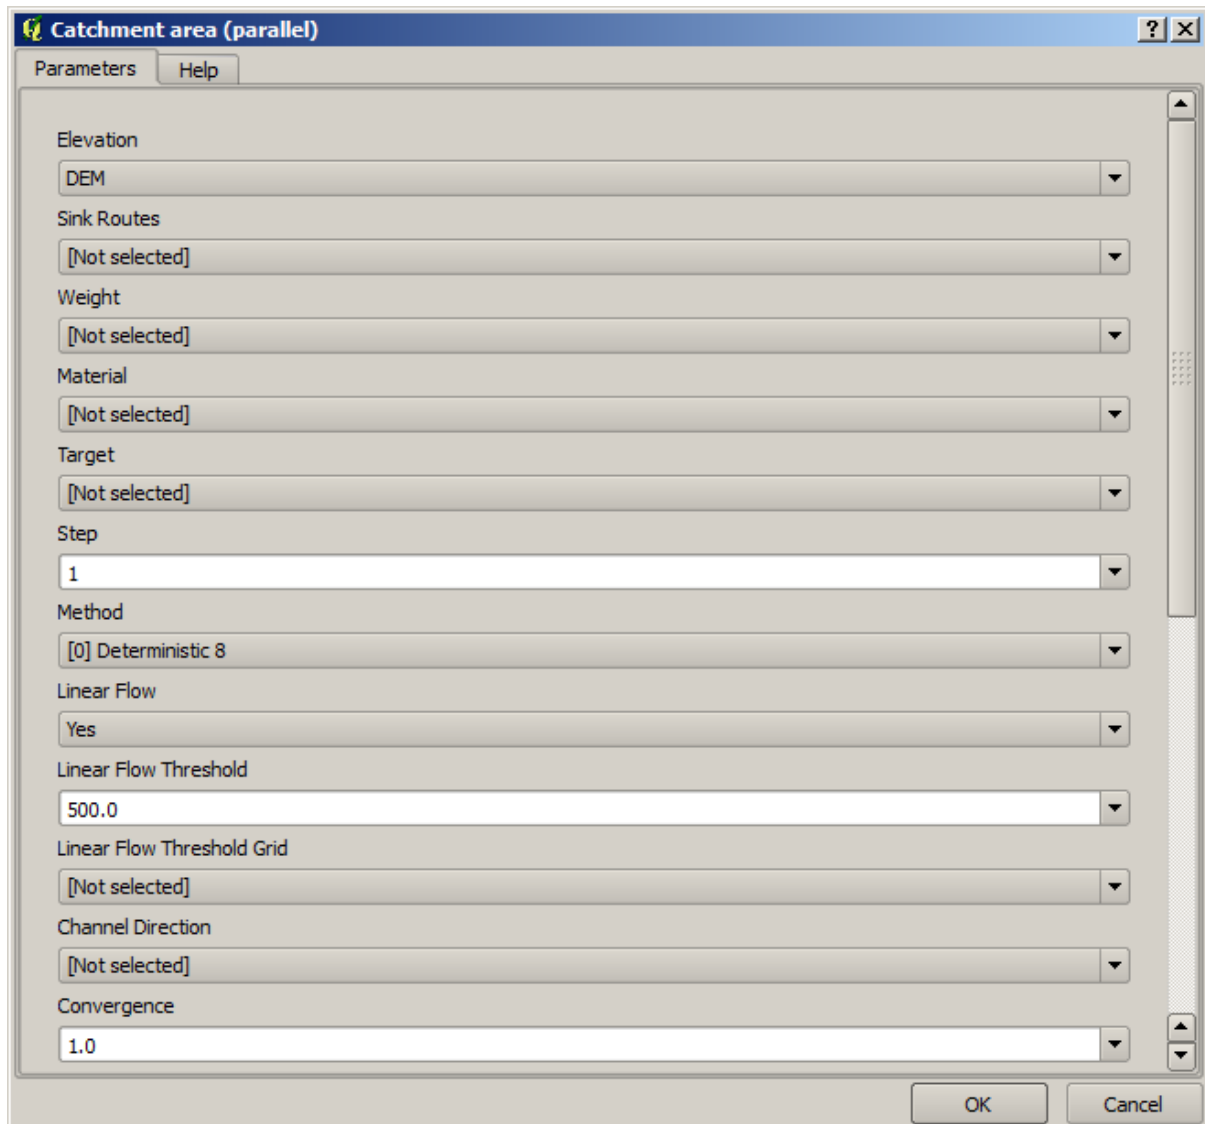 Catchment area (parallel)
Parameters Help
Elevation
DEM
Sink Routes
[Not selected]
Weight
[Not selected]
Material
[Not selected]
Target
[Not selected]
Step
1
Method
[0] Deterministic 8
Linear Flow
Yes
Linear Flow Threshold
500.0
Linear Flow Threshold Grid
[Not selected]
Channel Direction
[Not selected]
Convergence
1.0
OK Cancel